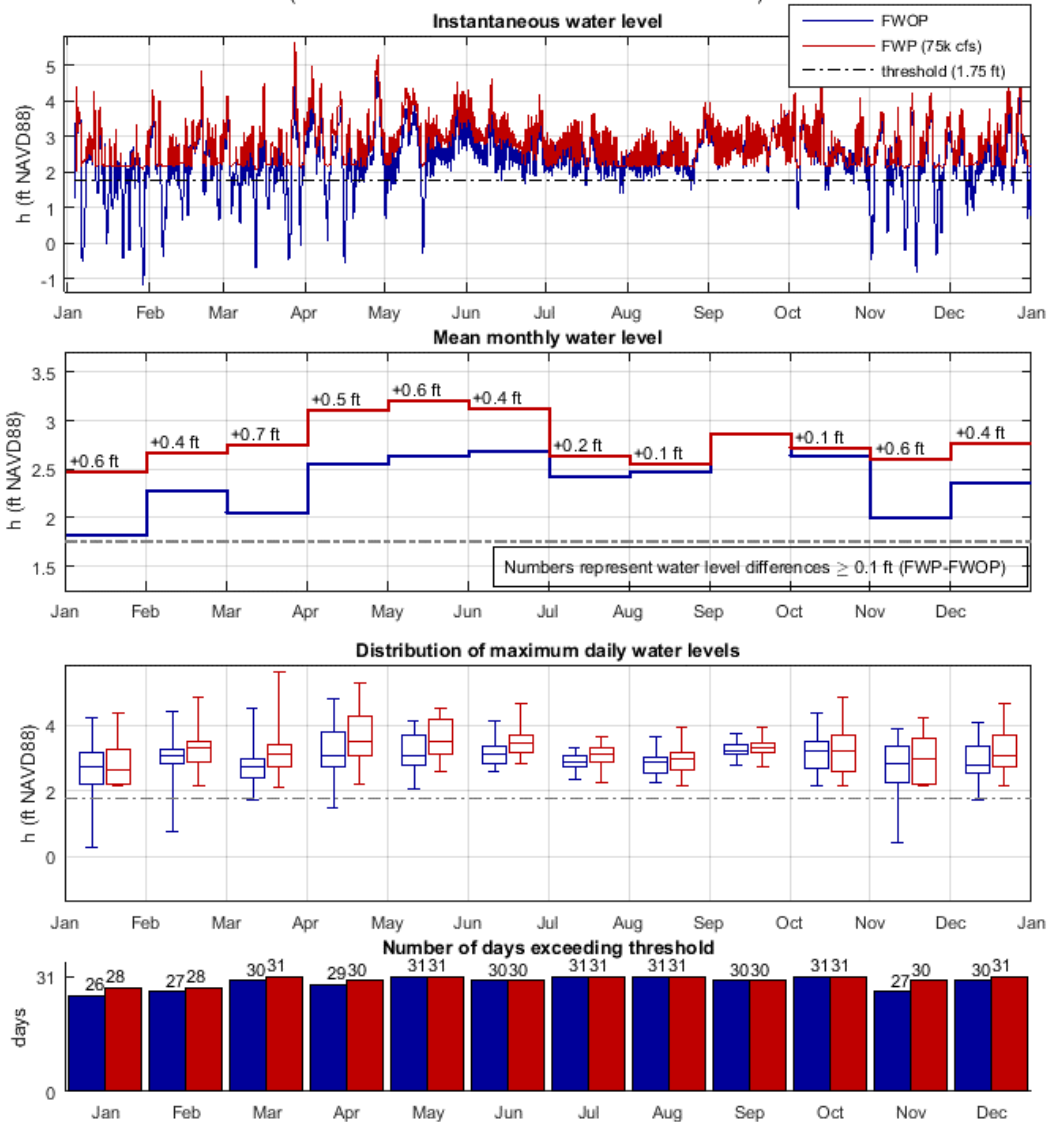 Instantaneous water level
FWOP
FWP (75k cfs)
threshold (1.75 ft)
h (ft NAVD88)
5
4
3
2
1
0
-1
Jan Feb Mar Apr May Jun Jul Aug Sep Oct Nov Dec Jan
Mean monthly water level
h (ft NAVD88)
3.5
3
2.5
2
1.5
+0.6 ft +0.4 ft +0.7 ft +0.5 ft +0.6 ft +0.4 ft +0.2 ft +0.1 ft +0.1 ft +0.6 ft +0.4 ft
Numbers represent water level differences ≥ 0.1 ft (FWP-FWOP)
Jan Feb Mar Apr May Jun Jul Aug Sep Oct Nov Dec
Distribution of maximum daily water levels
h (ft NAVD88)
4
2
0
Jan Feb Mar Apr May Jun Jul Aug Sep Oct Nov Dec Jan
Number of days exceeding threshold
days
31
0
26 28 27 28 30 31 29 30 31 31 30 30 31 31 31 31 30 30 31 31 27 30 30 31
Jan Feb Mar Apr May Jun Jul Aug Sep Oct Nov Dec